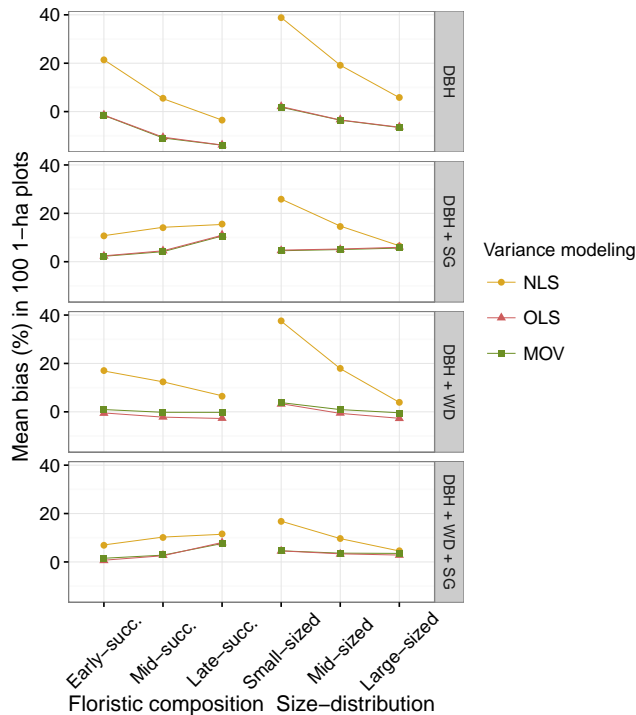 Mean bias (%) in 100 1−ha plots
40
20
0
DBH
40
20
0
DBH + SG
40
20
0
DBH + WD
40
20
0
DBH + WD + SG
Early−succ.
Mid−succ.
Late−succ.
Small−sized
Mid−sized
Large−sized
Floristic composition
Size−distribution
Variance modeling
NLS
OLS
MOV